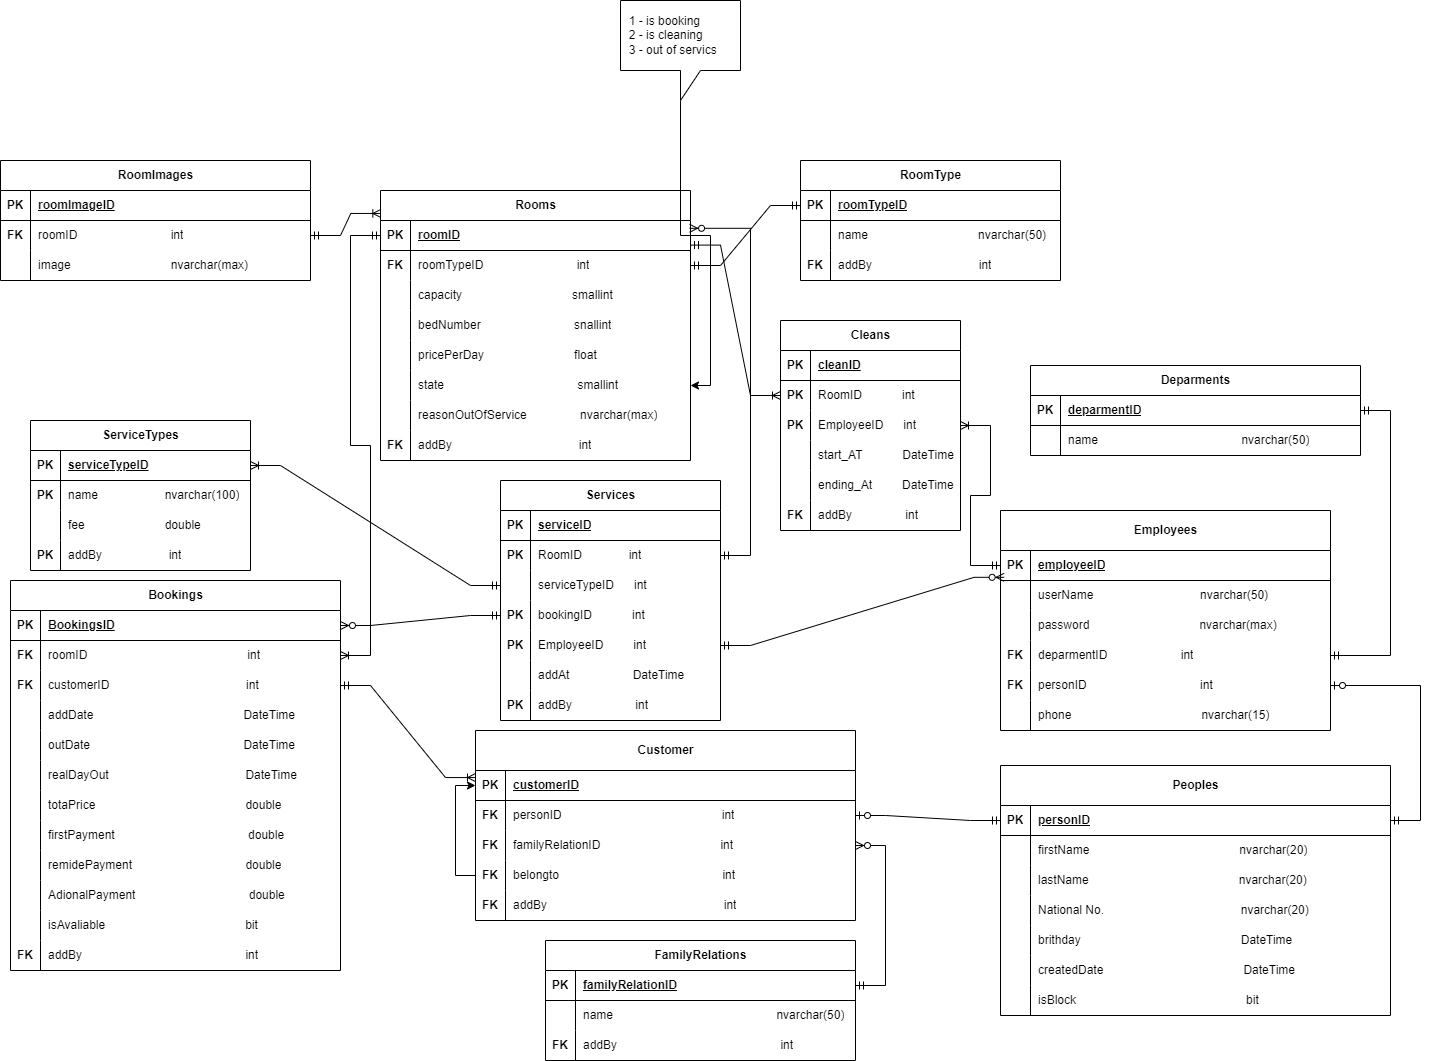 1 - is booking
2 - is cleaning
3 - out of servics
RoomImages
PK roomImageID
FK roomID int
image nvarchar(max)
Rooms
PK roomID
FK roomTypeID int
capacity smallint
bedNumber snallint
pricePerDay float
state smallint
reasonOutOfService nvarchar(max)
FK addBy int
RoomType
PK roomTypeID
name nvarchar(50)
FK addBy int
Cleans
PK cleanID
PK RoomID int
PK EmployeeID int
start_AT DateTime
ending_At DateTime
FK addBy int
Deparments
PK deparmentID
name nvarchar(50)
ServiceTypes
PK serviceTypeID
PK name nvarchar(100)
fee double
PK addBy int
Services
PK serviceID
PK RoomID int
serviceTypeID int
PK bookingID int
PK EmployeeID int
addAt DateTime
PK addBy int
Employees
PK employeeID
userName nvarchar(50)
password nvarchar(max)
FK deparmentID int
FK personID int
phone nvarchar(15)
Bookings
PK BookingsID
FK roomID int
FK customerID int
addDate DateTime
outDate DateTime
realDayOut DateTime
totaPrice double
firstPayment double
remidePayment double
AdionalPayment double
isAvaliable bit
FK addBy int
Customer
PK customerID
FK personID int
FK familyRelationID int
FK belongto int
FK addBy int
Peoples
PK personID
firstName nvarchar(20)
lastName nvarchar(20)
National No. nvarchar(20)
brithday DateTime
createdDate DateTime
isBlock bit
FamilyRelations
PK familyRelationID
name nvarchar(50)
FK addBy int